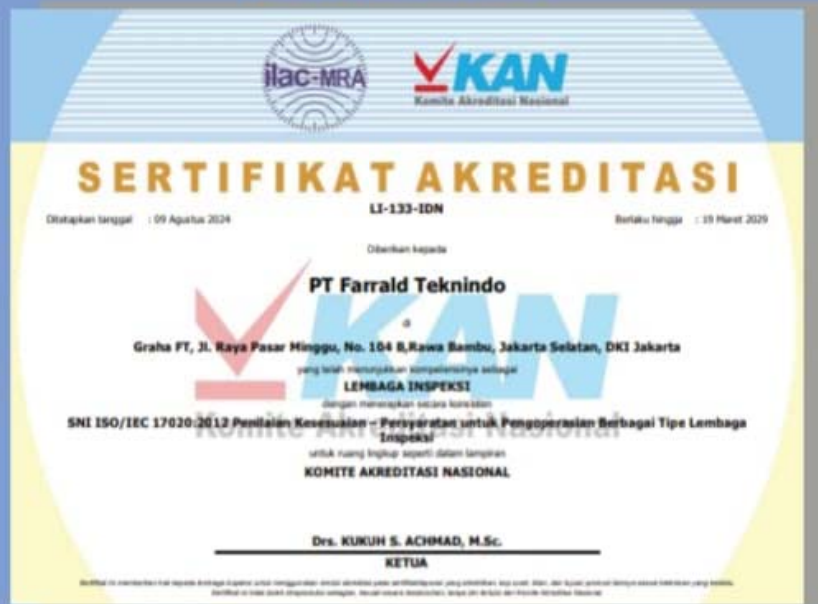 ilac-MRA
KAN
Komite Akreditasi Nasional
SERTIFIKAT AKREDITASI
LI-133-IDN
Ditetapkan tanggal : 09 Agustus 2024
Berlaku hingga : 19 Maret 2029
Diberikan kepada
PT Farrald Teknindo
di
Graha FT, Jl. Raya Pasar Minggu, No. 104 B,Rawa Bambu, Jakarta Selatan, DKI Jakarta
yang telah menunjukkan kompetensinya sebagai
LEMBAGA INSPEKSI
dengan menerapkan secara konsisten
SNI ISO/IEC 17020:2012 Penilaian Kesesuaian – Persyaratan untuk Pengoperasian Berbagai Tipe Lembaga
Inspeksi
untuk ruang lingkup seperti dalam lampiran
KOMITE AKREDITASI NASIONAL
KAN
Komite Akreditasi Nasional
Drs. KUKUH S. ACHMAD, M.Sc.
KETUA